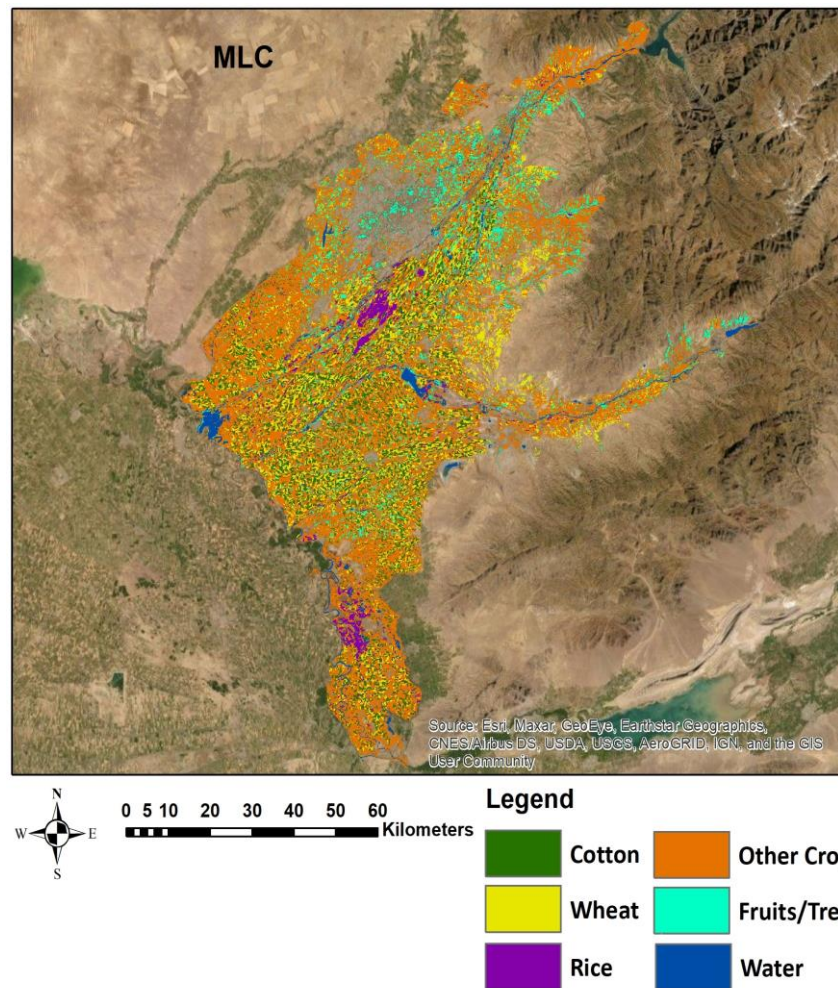 MLC
Source: Esri, Maxar, GeoEye, Earthstar Geographics,
CNES/Airbus DS, USDA, USGS, AeroGRID, IGN, and the GIS
User Community
N
W E
S
0 5 10 20 30 40 50 60
Kilometers
Legend
Cotton
Other Cro
Wheat
Fruits/Tre
Rice
Water